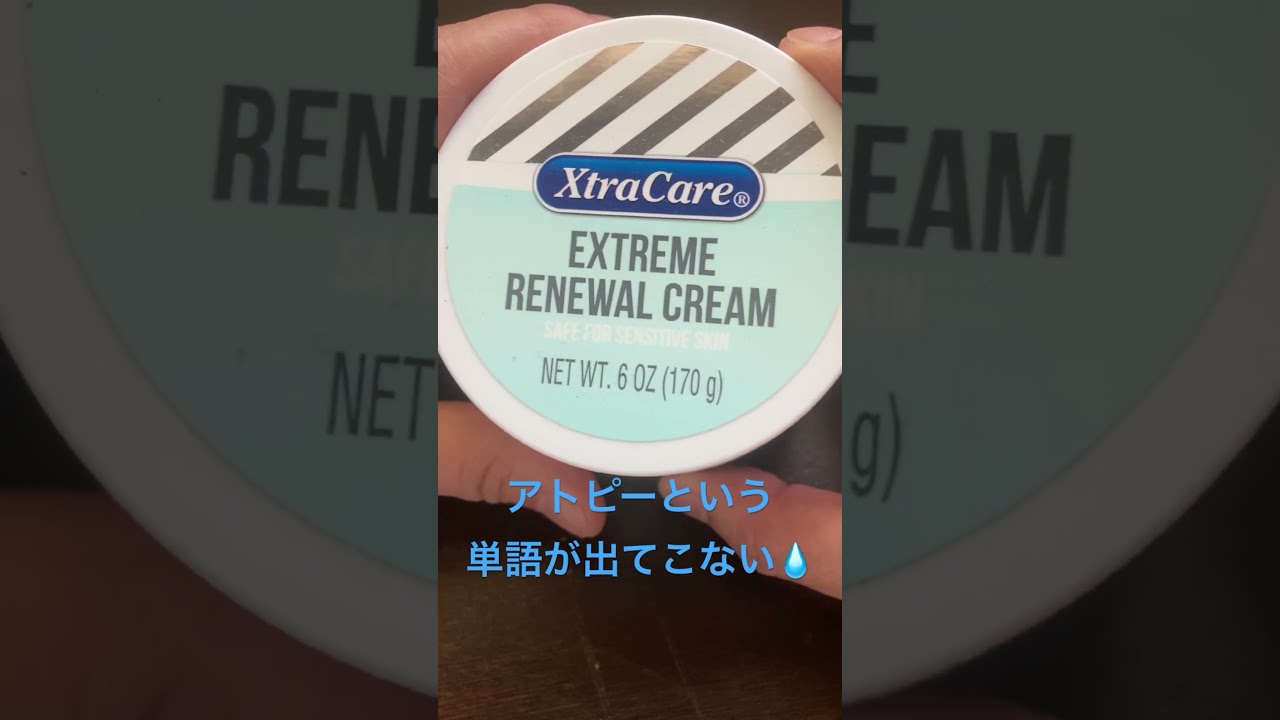 XtraCare®
EXTREME
RENEWAL CREAM
SAFE FOR SENSITIVE SKIN
NET WT. 6 OZ (170 g)
アトピーという
単語が出てこない💧